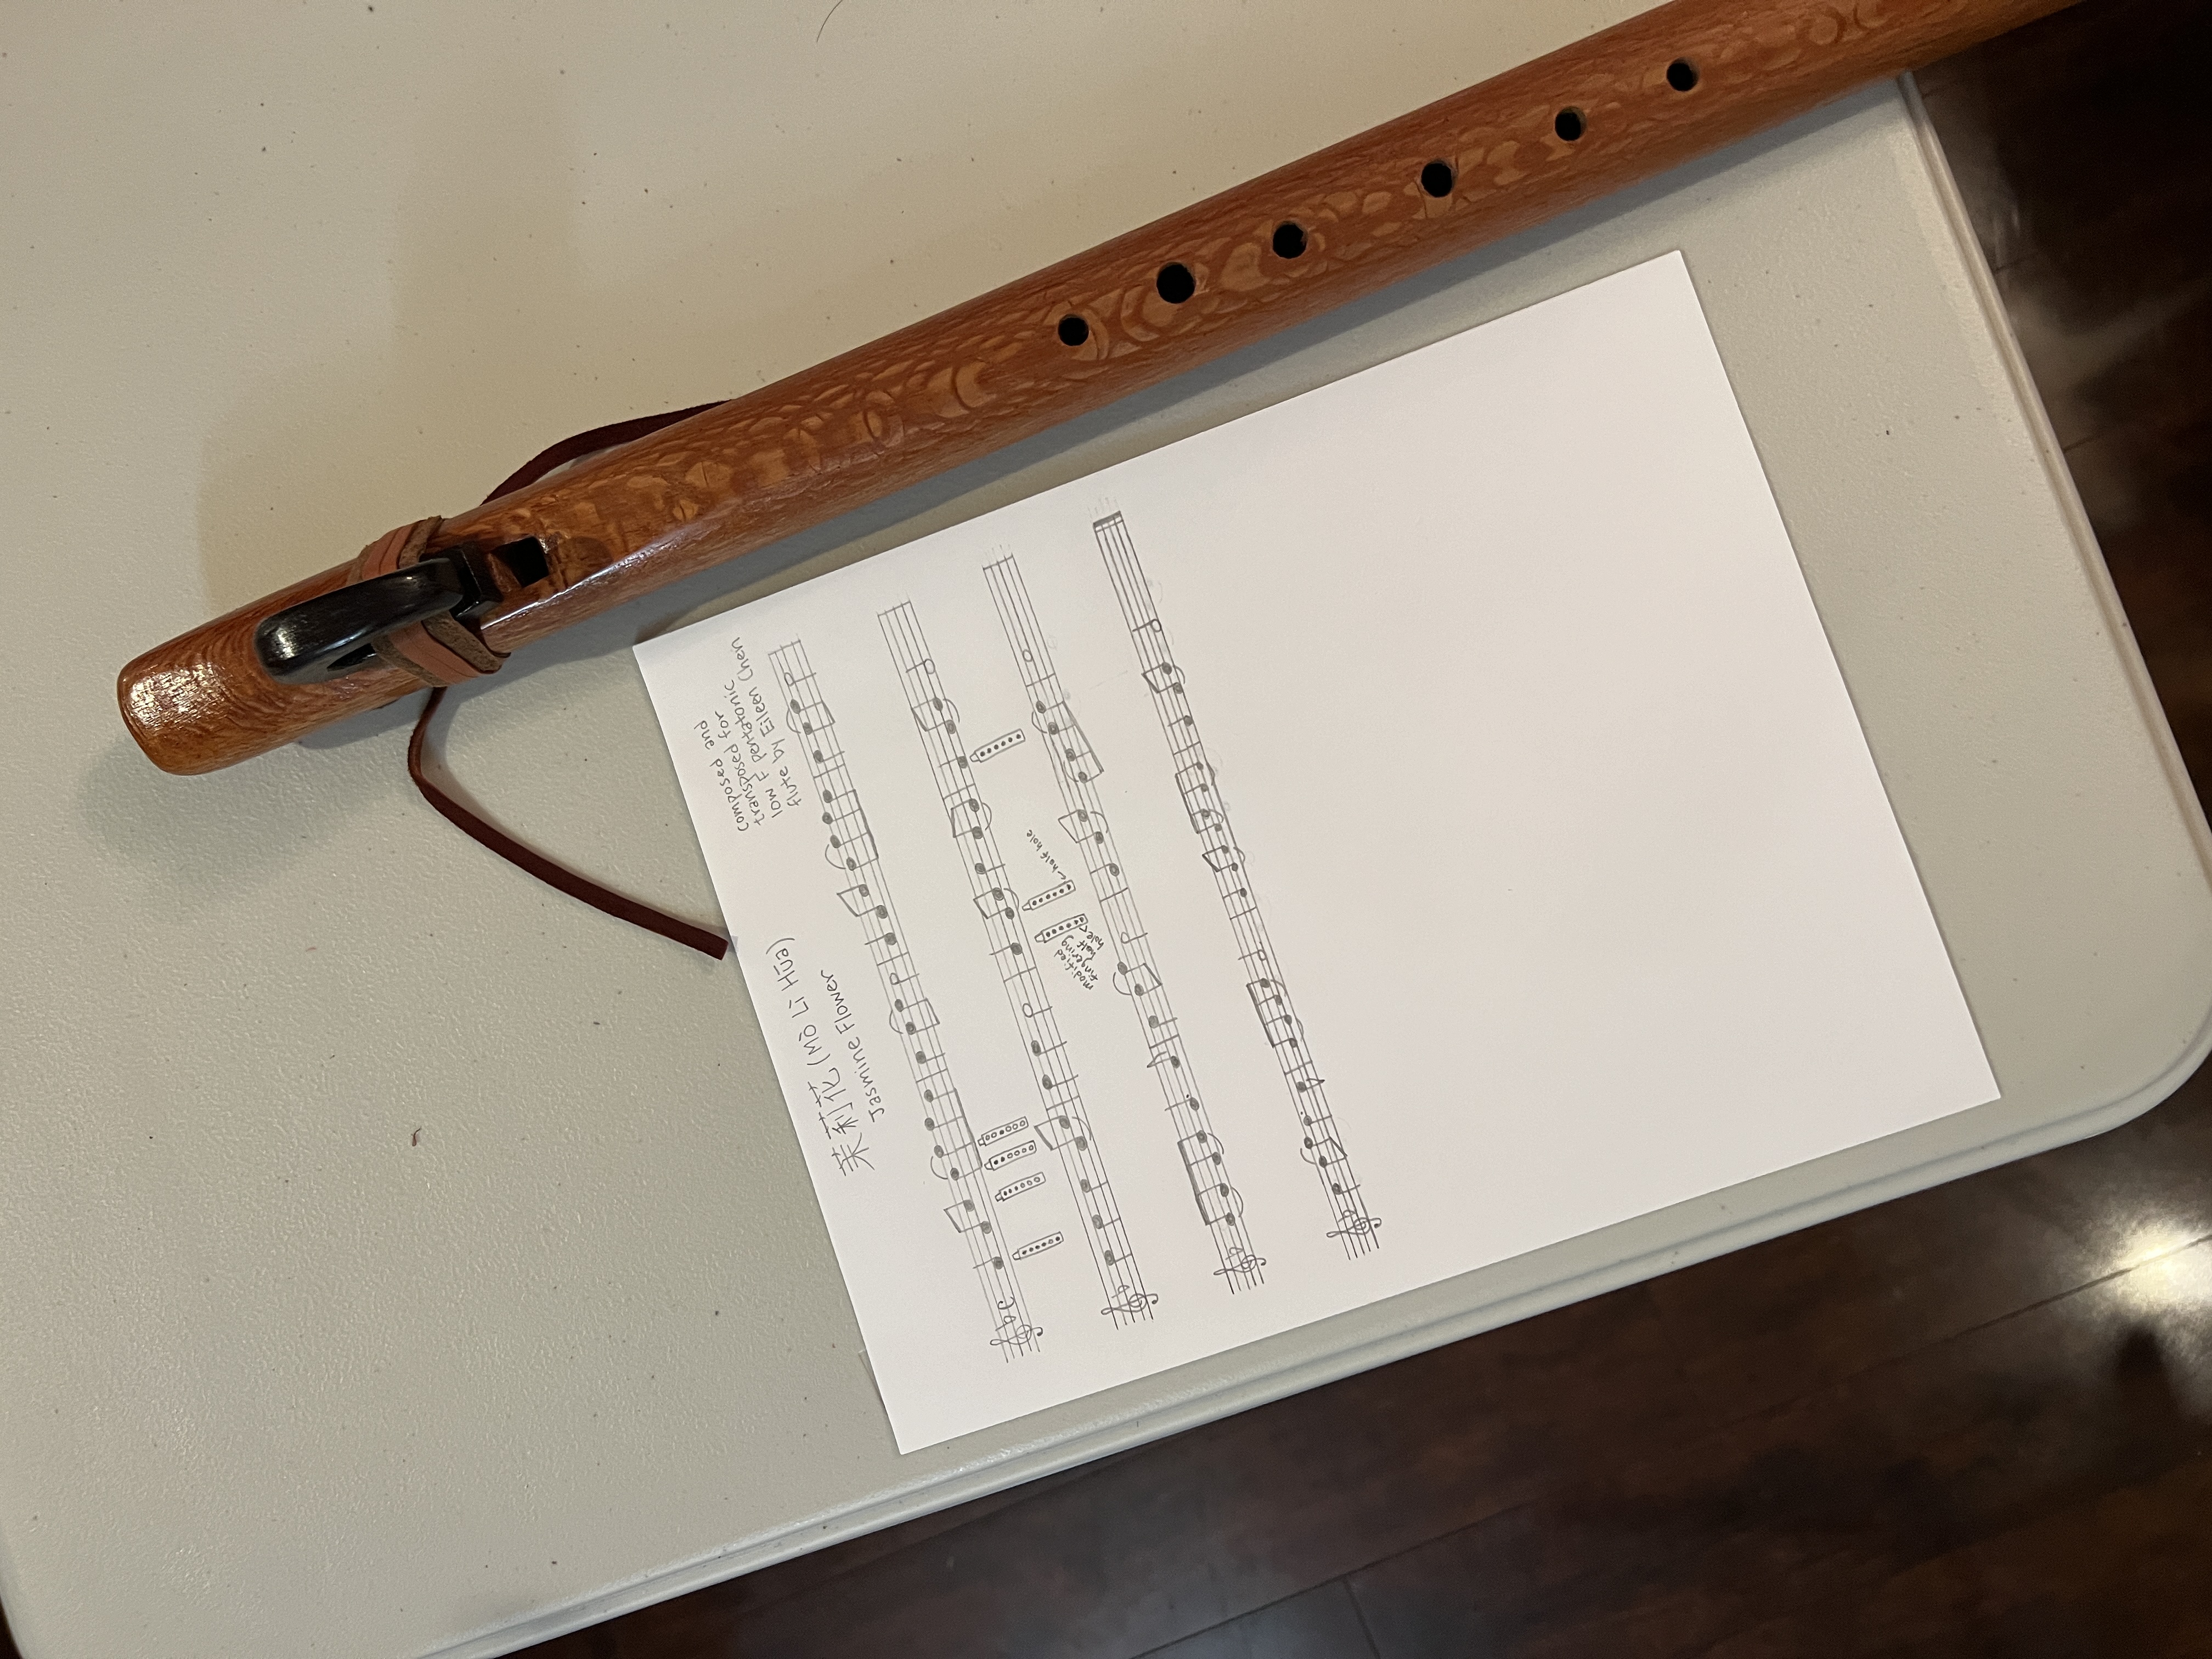 茉莉花 (Mò Lì Hūa)
Jasmine Flower
composed and
transposed for
low F pentatonic
flute by Eileen Chen
modified
fingering
half
hole
half hole